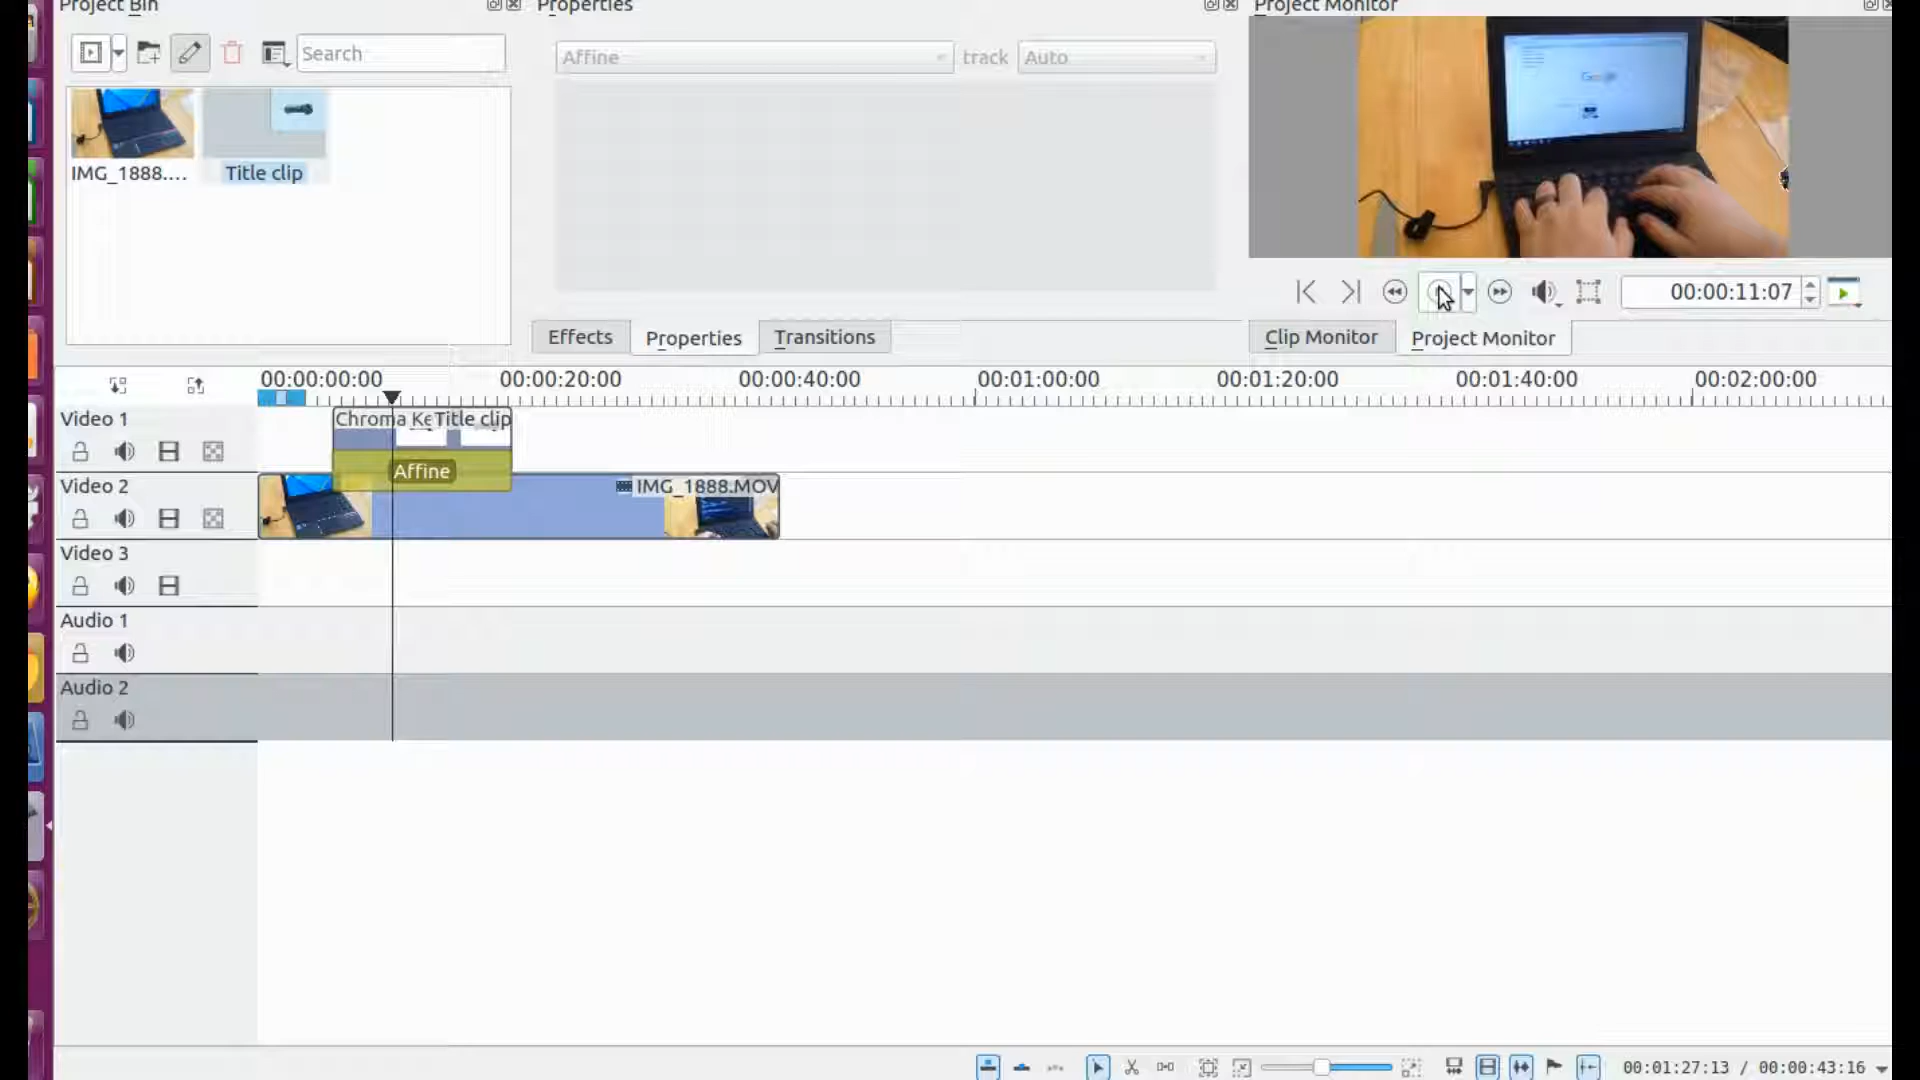 Project Bin
Properties
Project Monitor
Search
Affine
track
Auto
Google
IMG_1888....
Title clip
00:00:11:07
Effects
Properties
Transitions
Clip Monitor
Project Monitor
00:00:00:00
00:00:20:00
00:00:40:00
00:01:00:00
00:01:20:00
00:01:40:00
00:02:00:00
Video 1
Chroma Ke
Title clip
Affine
Video 2
IMG_1888.MOV
Video 3
Audio 1
Audio 2
00:01:27:13 / 00:00:43:16